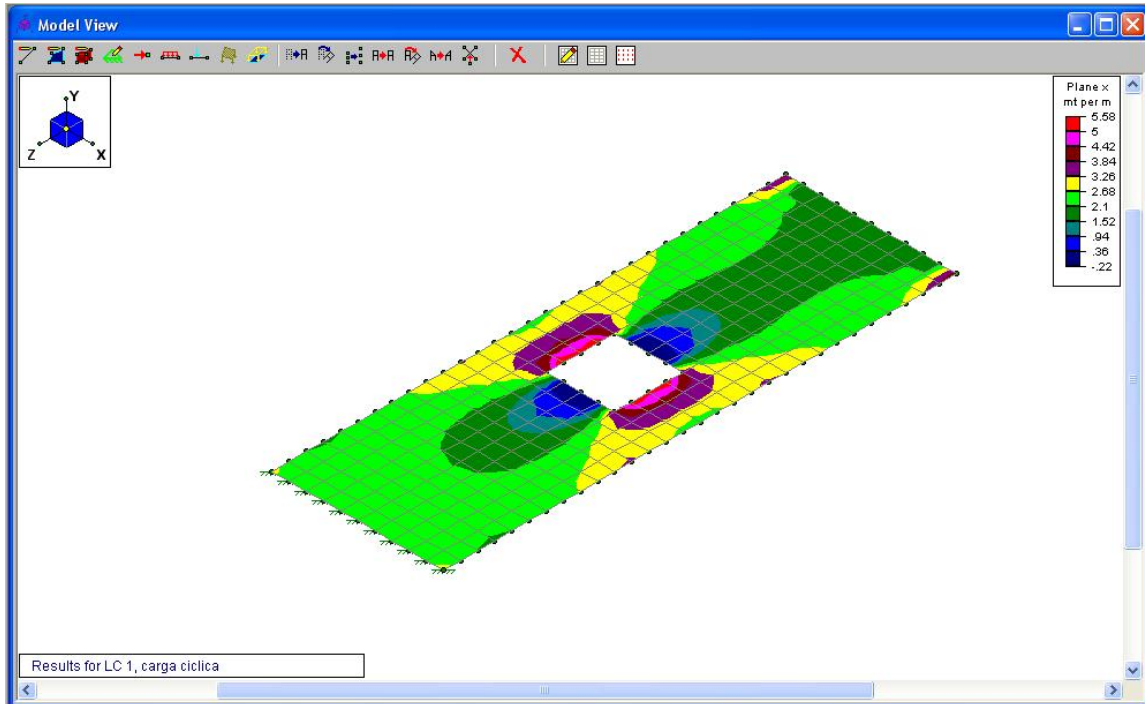 Model View
Y
Z
X
Plane x
mt per m
5.58
5
4.42
3.84
3.26
2.68
2.1
1.52
.94
.36
-.22
Results for LC 1, carga ciclica